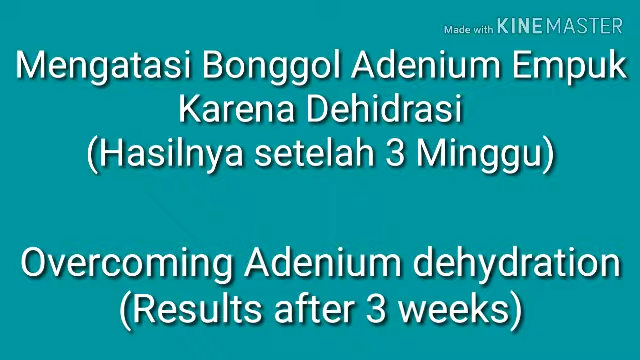 Made with KINEMASTER
Mengatasi Bonggol Adenium Empuk
Karena Dehidrasi
(Hasilnya setelah 3 Minggu)
Overcoming Adenium dehydration
(Results after 3 weeks)